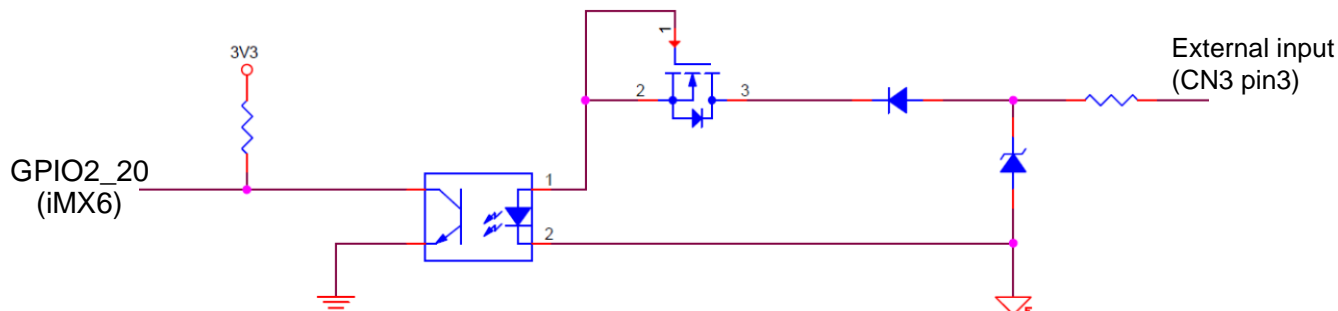 3V3
GPIO2_20
(iMX6)
1
2
3
1
2
External input
(CN3 pin3)